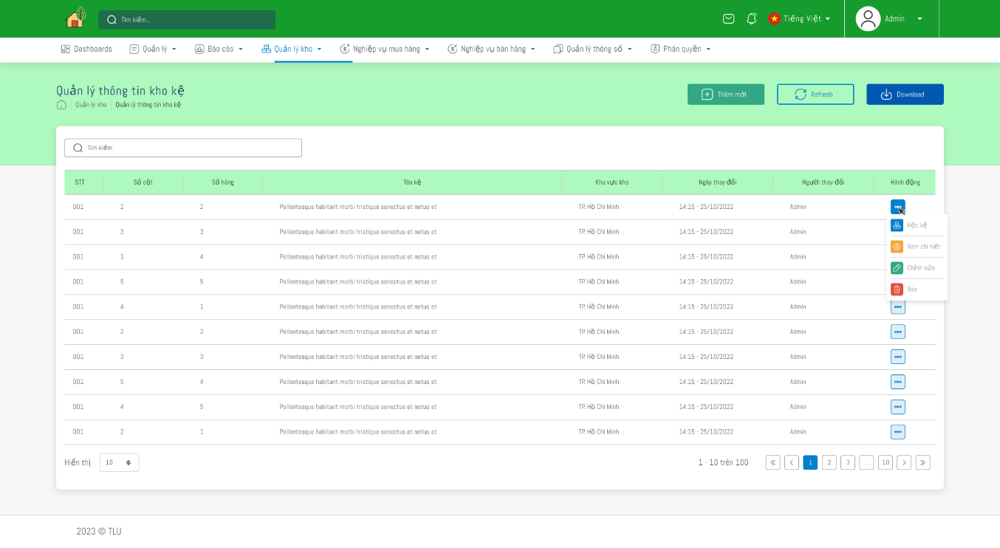 Tìm kiếm...
Tiếng Việt
Admin
Dashboards
Quản lý
Báo cáo
Quản lý kho
Nghiệp vụ mua hàng
Nghiệp vụ bán hàng
Quản lý thông số
Phân quyền
Quản lý thông tin kho kệ
Quản lý kho
Quản lý thông tin kho kệ
Thêm mới
Refresh
Download
Tìm kiếm
STT Số cột Số hàng Tên kệ Khu vực kho Ngày thay đổi Người thay đổi Hành động
001 2 2 Pellentesque habitant morbi tristique senectus et netus et TP. Hồ Chí Minh 14:15 - 25/10/2022 Admin
001 3 3 Pellentesque habitant morbi tristique senectus et netus et TP. Hồ Chí Minh 14:15 - 25/10/2022 Admin
001 1 4 Pellentesque habitant morbi tristique senectus et netus et TP. Hồ Chí Minh 14:15 - 25/10/2022 Admin
001 5 5 Pellentesque habitant morbi tristique senectus et netus et TP. Hồ Chí Minh 14:15 - 25/10/2022 Admin
001 4 1 Pellentesque habitant morbi tristique senectus et netus et TP. Hồ Chí Minh 14:15 - 25/10/2022 Admin
001 2 2 Pellentesque habitant morbi tristique senectus et netus et TP. Hồ Chí Minh 14:15 - 25/10/2022 Admin
001 3 3 Pellentesque habitant morbi tristique senectus et netus et TP. Hồ Chí Minh 14:15 - 25/10/2022 Admin
001 5 4 Pellentesque habitant morbi tristique senectus et netus et TP. Hồ Chí Minh 14:15 - 25/10/2022 Admin
001 4 5 Pellentesque habitant morbi tristique senectus et netus et TP. Hồ Chí Minh 14:15 - 25/10/2022 Admin
001 2 1 Pellentesque habitant morbi tristique senectus et netus et TP. Hồ Chí Minh 14:15 - 25/10/2022 Admin
Hộc kệ
Xem chi tiết
Chỉnh sửa
Xóa
Hiển thị 10
1 - 10 trên 100
1 2 3 ... 10
2023 © TLU